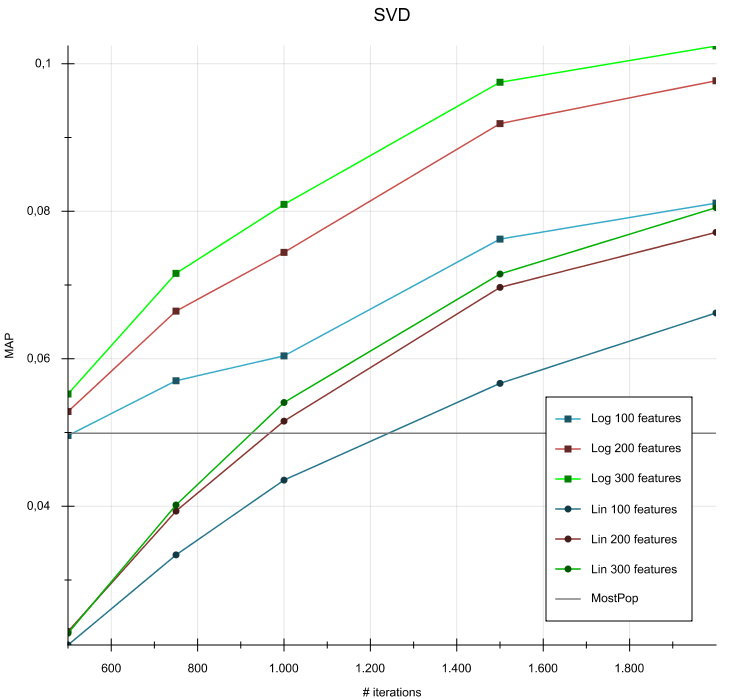 SVD
0,1
0,08
0,06
0,04
MAP
600 800 1.000 1.200 1.400 1.600 1.800
# iterations
Log 100 features
Log 200 features
Log 300 features
Lin 100 features
Lin 200 features
Lin 300 features
MostPop